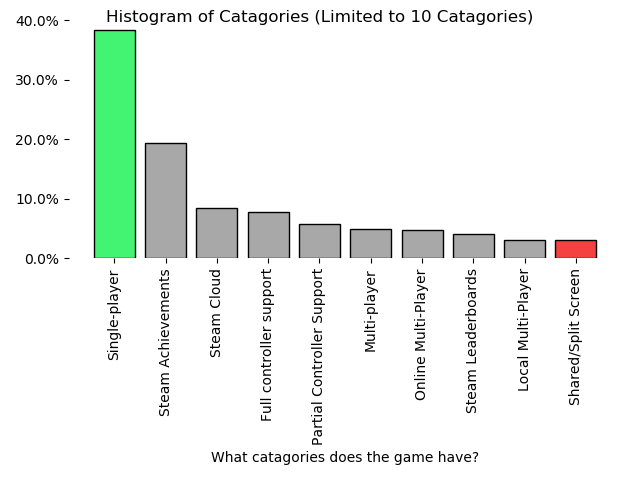 Histogram of Catagories (Limited to 10 Catagories)
40.0%
30.0%
20.0%
10.0%
0.0%
Single-player
Steam Achievements
Steam Cloud
Full controller support
Partial Controller Support
Multi-player
Online Multi-Player
Steam Leaderboards
Local Multi-Player
Shared/Split Screen
What catagories does the game have?